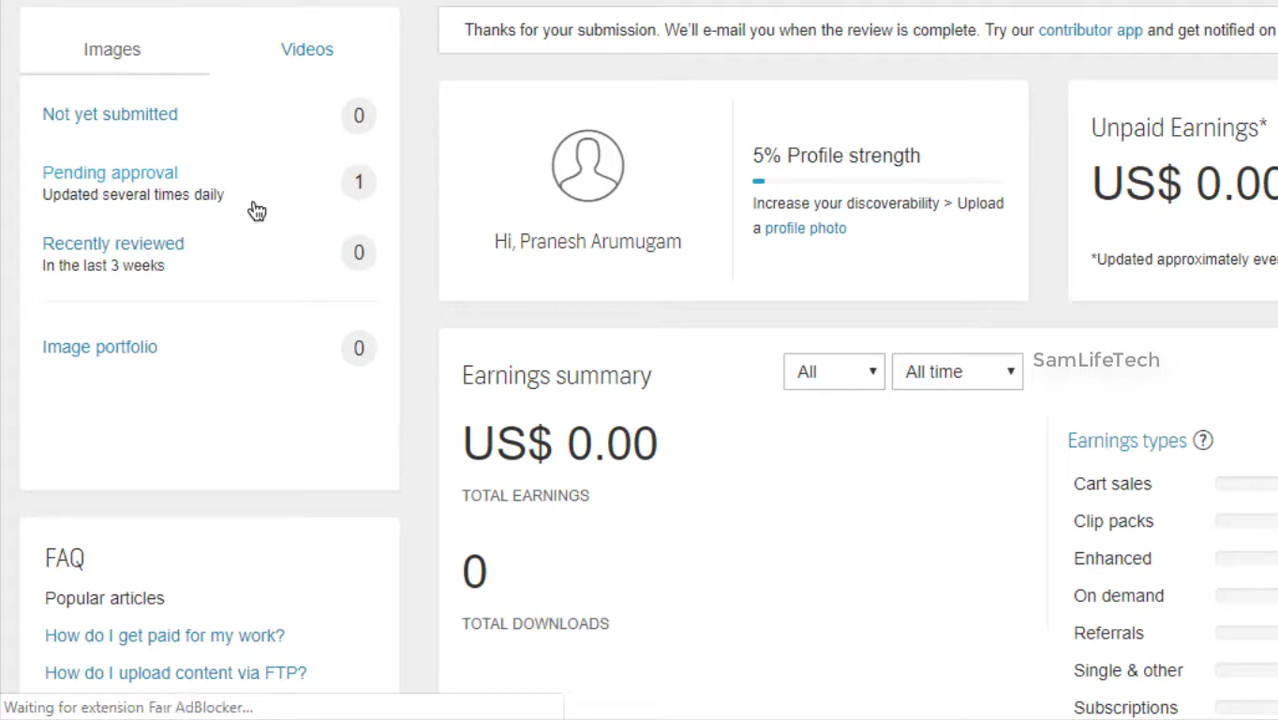 Images
Videos
Not yet submitted
0
Pending approval
Updated several times daily
1
Recently reviewed
In the last 3 weeks
0
Image portfolio
0
FAQ
Popular articles
How do I get paid for my work?
How do I upload content via FTP?
Waiting for extension Fair AdBlocker...
Thanks for your submission. We'll e-mail you when the review is complete. Try our contributor app and get notified on
Hi, Pranesh Arumugam
5% Profile strength
Increase your discoverability > Upload
a profile photo
Unpaid Earnings*
US$ 0.00
*Updated approximately eve
Earnings summary
All
All time
SamLifeTech
US$ 0.00
TOTAL EARNINGS
0
TOTAL DOWNLOADS
Earnings types ?
Cart sales
Clip packs
Enhanced
On demand
Referrals
Single & other
Subscriptions